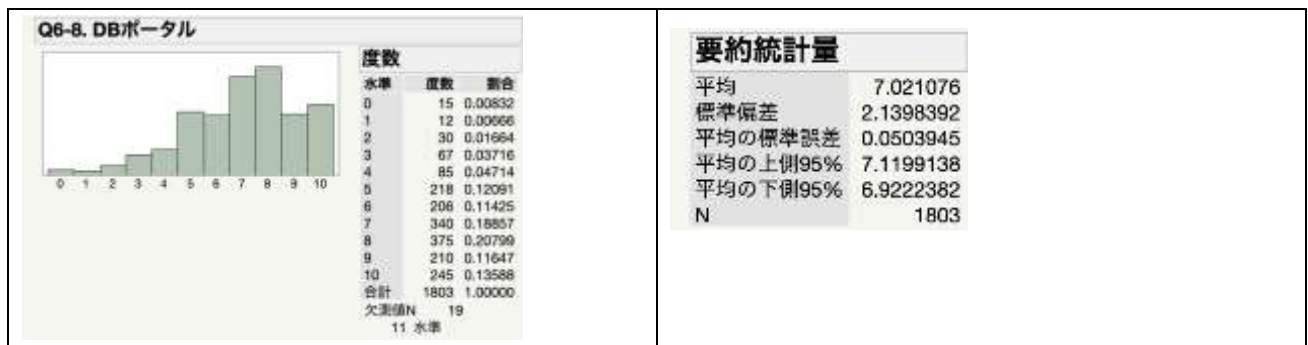 Q6-8. DBポータル
0 1 2 3 4 5 6 7 8 9 10
度数
水準 度数 割合
0 15 0.00832
1 12 0.00666
2 30 0.01664
3 67 0.03716
4 85 0.04714
5 218 0.12091
6 206 0.11425
7 340 0.18857
8 375 0.20799
9 210 0.11647
10 245 0.13588
合計 1803 1.00000
欠測値N 19
11 水準
要約統計量
平均 7.021076
標準偏差 2.1398392
平均の標準誤差 0.0503945
平均の上側95% 7.1199138
平均の下側95% 6.9222382
N 1803